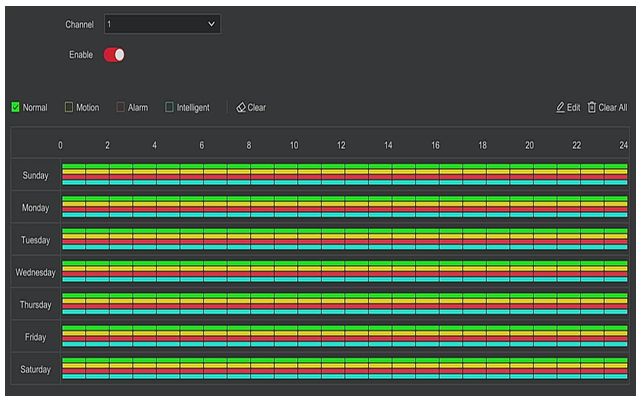 Channel 1
Enable
Normal Motion Alarm Intelligent Clear Edit Clear All
0 2 4 6 8 10 12 14 16 18 20 22 24
Sunday
Monday
Tuesday
Wednesday
Thursday
Friday
Saturday